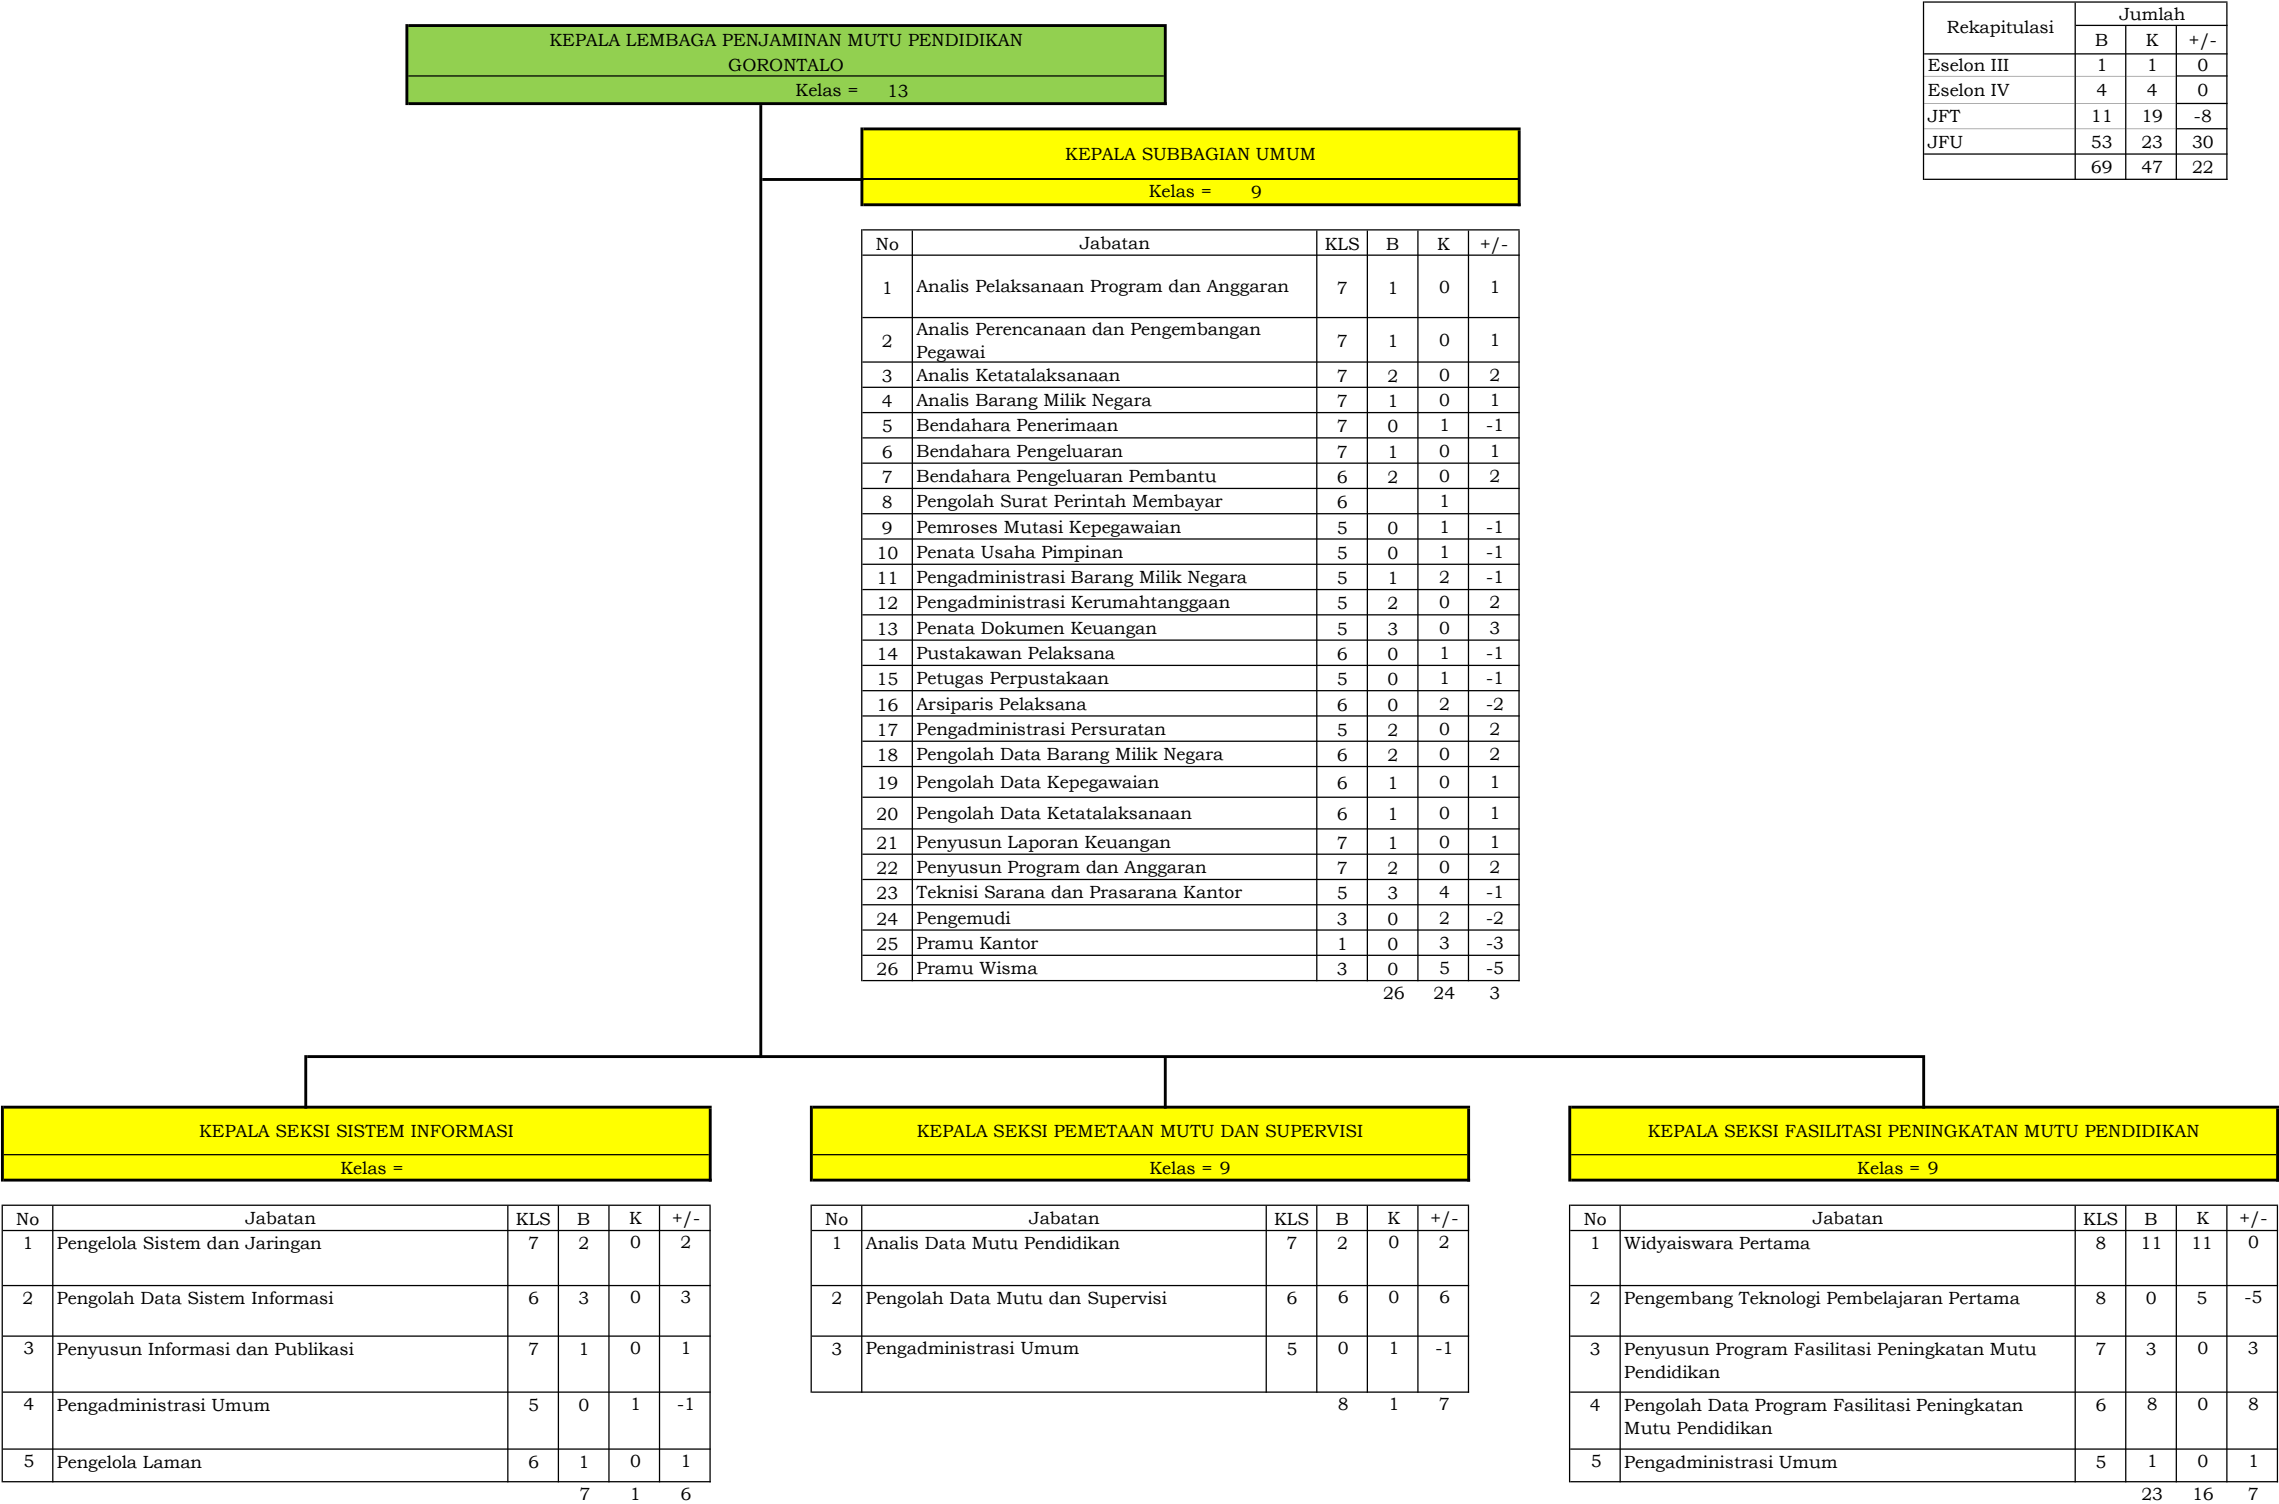 KEPALA LEMBAGA PENJAMINAN MUTU PENDIDIKAN
GORONTALO
Kelas = 13
Rekapitulasi Jumlah
B K +/-
Eselon III 1 1 0
Eselon IV 4 4 0
JFT 11 19 -8
JFU 53 23 30
69 47 22
KEPALA SUBBAGIAN UMUM
Kelas = 9
No Jabatan KLS B K +/-
1 Analis Pelaksanaan Program dan Anggaran 7 1 0 1
2 Analis Perencanaan dan Pengembangan
Pegawai 7 1 0 1
3 Analis Ketatalaksanaan 7 2 0 2
4 Analis Barang Milik Negara 7 1 0 1
5 Bendahara Penerimaan 7 0 1 -1
6 Bendahara Pengeluaran 7 1 0 1
7 Bendahara Pengeluaran Pembantu 6 2 0 2
8 Pengolah Surat Perintah Membayar 6 1
9 Pemroses Mutasi Kepegawaian 5 0 1 -1
10 Penata Usaha Pimpinan 5 0 1 -1
11 Pengadministrasi Barang Milik Negara 5 1 2 -1
12 Pengadministrasi Kerumahtanggaan 5 2 0 2
13 Penata Dokumen Keuangan 5 3 0 3
14 Pustakawan Pelaksana 6 0 1 -1
15 Petugas Perpustakaan 5 0 1 -1
16 Arsiparis Pelaksana 6 0 2 -2
17 Pengadministrasi Persuratan 5 2 0 2
18 Pengolah Data Barang Milik Negara 6 2 0 2
19 Pengolah Data Kepegawaian 6 1 0 1
20 Pengolah Data Ketatalaksanaan 6 1 0 1
21 Penyusun Laporan Keuangan 7 1 0 1
22 Penyusun Program dan Anggaran 7 2 0 2
23 Teknisi Sarana dan Prasarana Kantor 5 3 4 -1
24 Pengemudi 3 0 2 -2
25 Pramu Kantor 1 0 3 -3
26 Pramu Wisma 3 0 5 -5
26 24 3
KEPALA SEKSI SISTEM INFORMASI
Kelas =
No Jabatan KLS B K +/-
1 Pengelola Sistem dan Jaringan 7 2 0 2
2 Pengolah Data Sistem Informasi 6 3 0 3
3 Penyusun Informasi dan Publikasi 7 1 0 1
4 Pengadministrasi Umum 5 0 1 -1
5 Pengelola Laman 6 1 0 1
7 1 6
KEPALA SEKSI PEMETAAN MUTU DAN SUPERVISI
Kelas = 9
No Jabatan KLS B K +/-
1 Analis Data Mutu Pendidikan 7 2 0 2
2 Pengolah Data Mutu dan Supervisi 6 6 0 6
3 Pengadministrasi Umum 5 0 1 -1
8 1 7
KEPALA SEKSI FASILITASI PENINGKATAN MUTU PENDIDIKAN
Kelas = 9
No Jabatan KLS B K +/-
1 Widyaiswara Pertama 8 11 11 0
2 Pengembang Teknologi Pembelajaran Pertama 8 0 5 -5
3 Penyusun Program Fasilitasi Peningkatan Mutu
Pendidikan 7 3 0 3
4 Pengolah Data Program Fasilitasi Peningkatan
Mutu Pendidikan 6 8 0 8
5 Pengadministrasi Umum 5 1 0 1
23 16 7